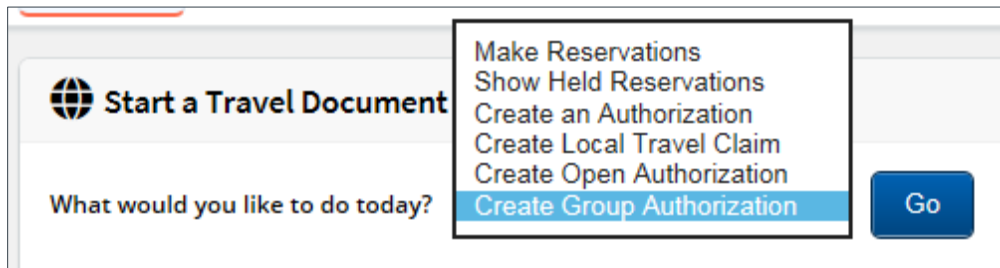 Start a Travel Document
Make Reservations
Show Held Reservations
Create an Authorization
Create Local Travel Claim
Create Open Authorization
Create Group Authorization
What would you like to do today?
Go